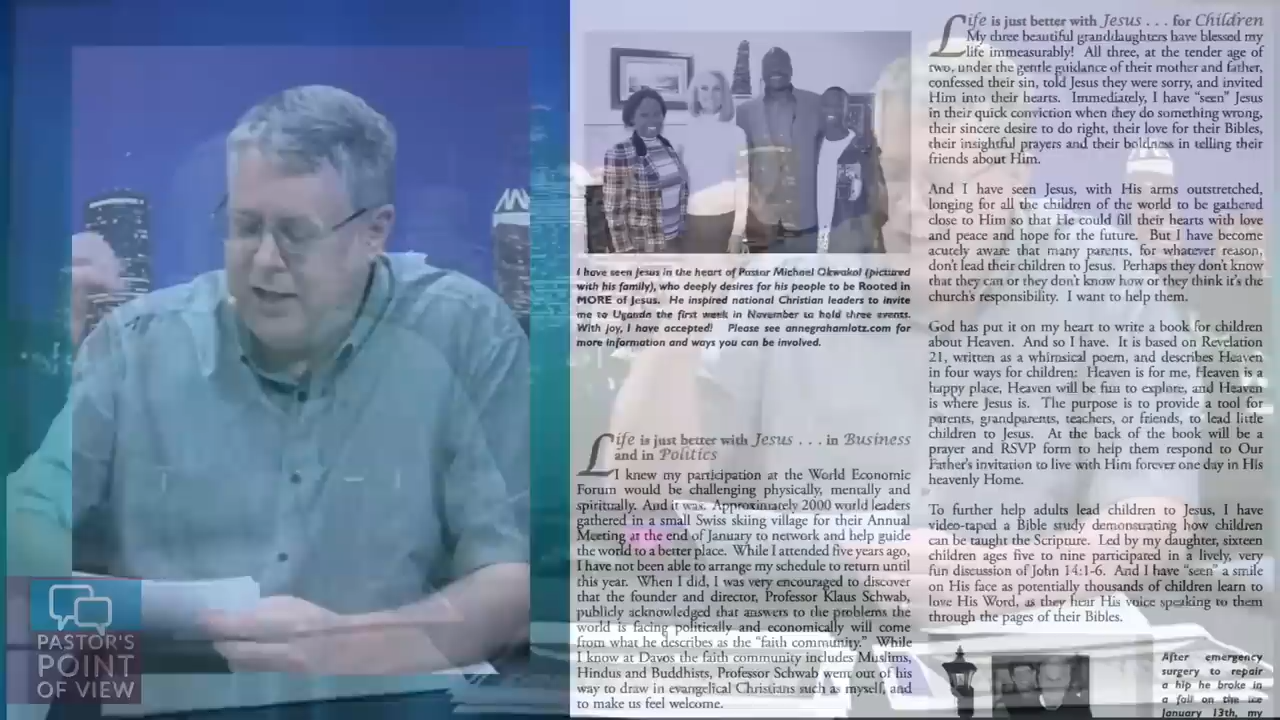 PASTOR'S
POINT
OF VIEW
I have seen Jesus in the heart of Pastor Michael Okwakol (pictured
with his family), who deeply desires for his people to be Rooted in
MORE of Jesus. He inspired national Christian leaders to invite
me to Uganda the first week in November to hold three events.
With joy, I have accepted! Please see annegrahamlotz.com for
more information and ways you can be involved.
Life is just better with Jesus . . . in Business
and in Politics
I knew my participation at the World Economic
Forum would be challenging physically, mentally and
spiritually. And it was. Approximately 2000 world leaders
gathered in a small Swiss skiing village for their Annual
Meeting at the end of January to network and help guide
the world to a better place. While I attended five years ago,
I have not been able to arrange my schedule to return until
this year. When I did, I was very encouraged to discover
that the founder and director, Professor Klaus Schwab,
publicly acknowledged that answers to the problems the
world is facing politically and economically will come
from what he describes as the "faith community." While
I know at Davos the faith community includes Muslims,
Hindus and Buddhists, Professor Schwab went out of his
way to draw in evangelical Christians such as myself, and
to make us feel welcome.
Life is just better with Jesus . . . for Children
My three beautiful granddaughters have blessed my
life immeasurably! All three, at the tender age of
two, under the gentle guidance of their mother and father,
confessed their sin, told Jesus they were sorry, and invited
Him into their hearts. Immediately, I have "seen" Jesus
in their quick conviction when they do something wrong,
their sincere desire to do right, their love for their Bibles,
their insightful prayers and their boldness in telling their
friends about Him.
And I have seen Jesus, with His arms outstretched,
longing for all the children of the world to be gathered
close to Him so that He could fill their hearts with love
and peace and hope for the future. But I have become
acutely aware that many parents, for whatever reason,
don't lead their children to Jesus. Perhaps they don't know
that they can or they don't know how or they think it's the
church's responsibility. I want to help them.
God has put it on my heart to write a book for children
about Heaven. And so I have. It is based on Revelation
21, written as a whimsical poem, and describes Heaven
in four ways for children: Heaven is for me, Heaven is a
happy place, Heaven will be fun to explore, and Heaven
is where Jesus is. The purpose is to provide a tool for
parents, grandparents, teachers, or friends, to lead little
children to Jesus. At the back of the book will be a
prayer and RSVP form to help them respond to Our
Father's invitation to live with Him forever one day in His
heavenly Home.
To further help adults lead children to Jesus, I have
video-taped a Bible study demonstrating how children
can be taught the Scripture. Led by my daughter, sixteen
children ages five to nine participated in a lively, very
fun discussion of John 14:1-6. And I have "seen" a smile
on His face as potentially thousands of children learn to
love His Word, as they hear His voice speaking to them
through the pages of their Bibles.
After emergency
surgery to repair
a hip he broke in
a fall on the ice
January 13th, my